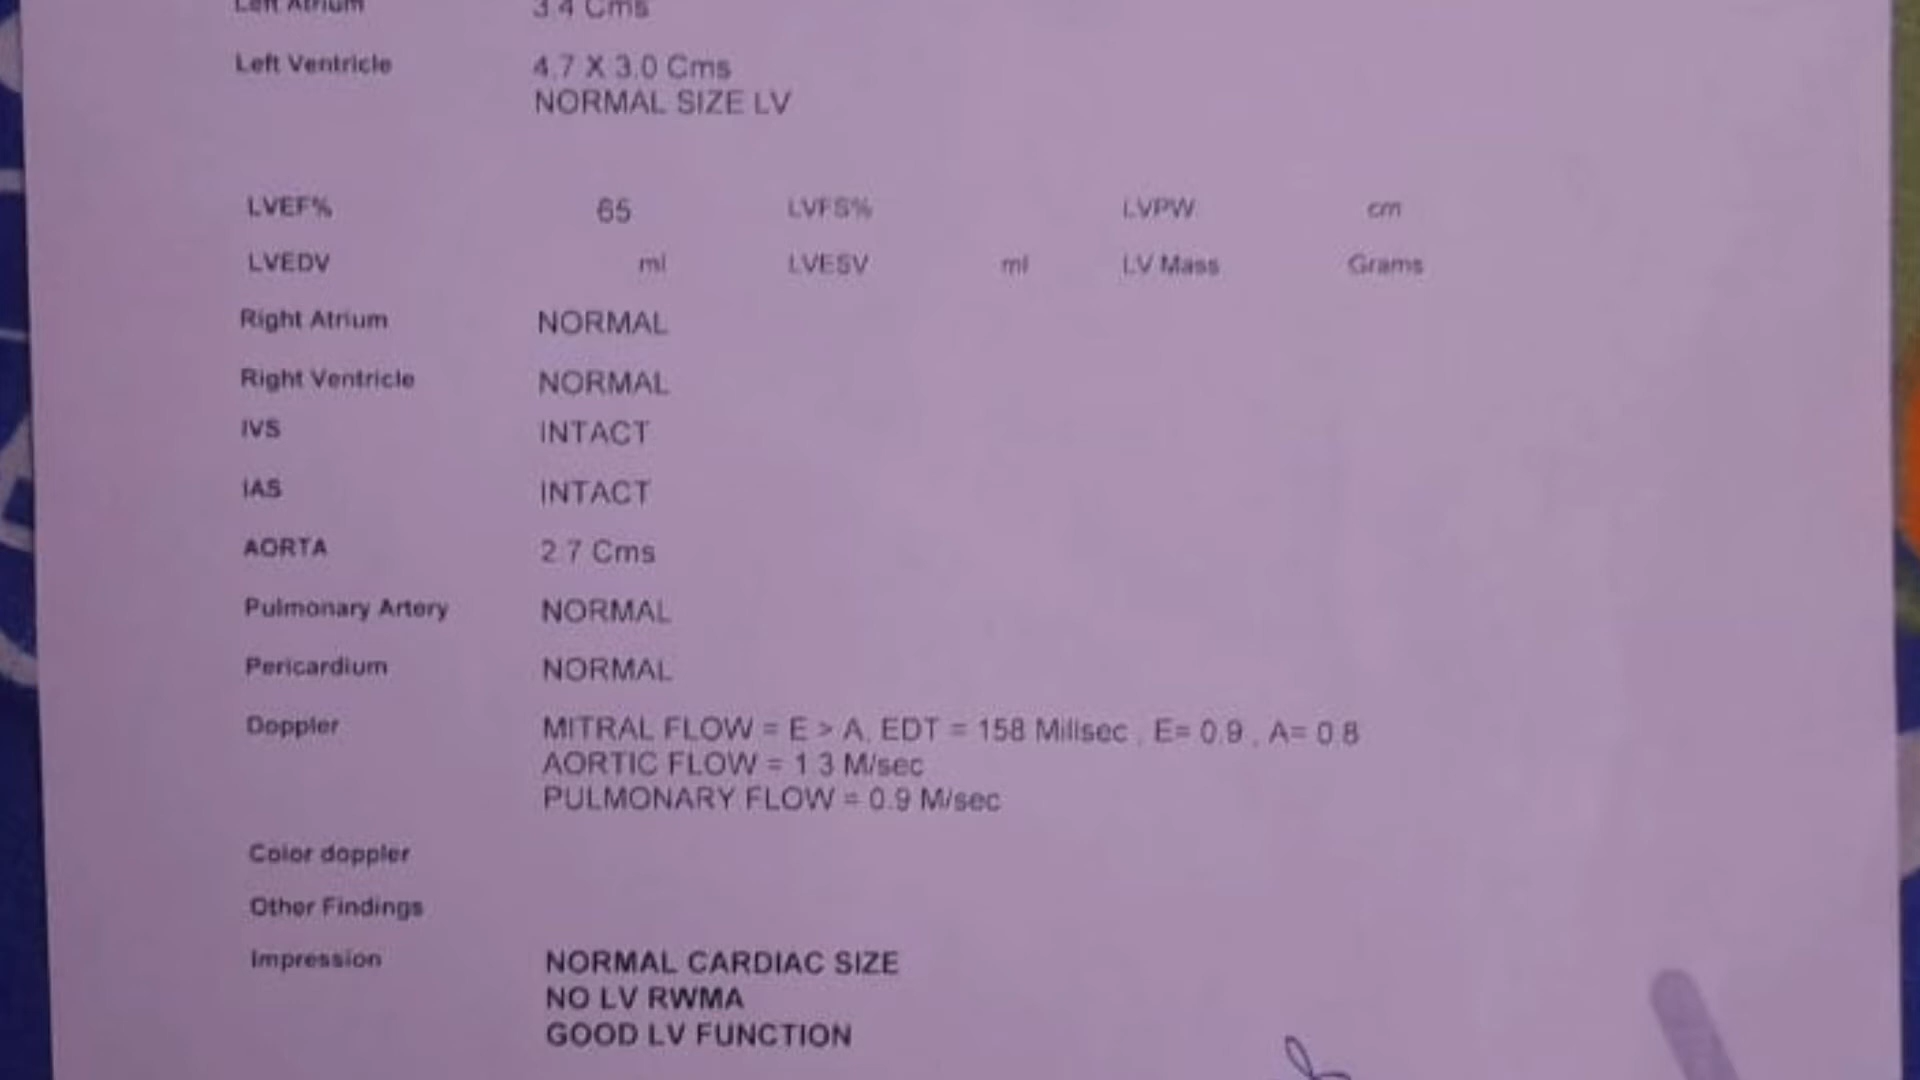 Left Atrium 3.4 Cms
Left Ventricle 4.7 X 3.0 Cms
NORMAL SIZE LV
LVEF% 65 LVFS% LVPW cm
LVEDV ml LVESV ml LV Mass Grams
Right Atrium NORMAL
Right Ventricle NORMAL
IVS INTACT
IAS INTACT
AORTA 2.7 Cms
Pulmonary Artery NORMAL
Pericardium NORMAL
Doppler MITRAL FLOW = E > A, EDT = 158 Millsec , E= 0.9 , A= 0.8
AORTIC FLOW = 1.3 M/sec
PULMONARY FLOW = 0.9 M/sec
Color doppler
Other Findings
Impression NORMAL CARDIAC SIZE
NO LV RWMA
GOOD LV FUNCTION